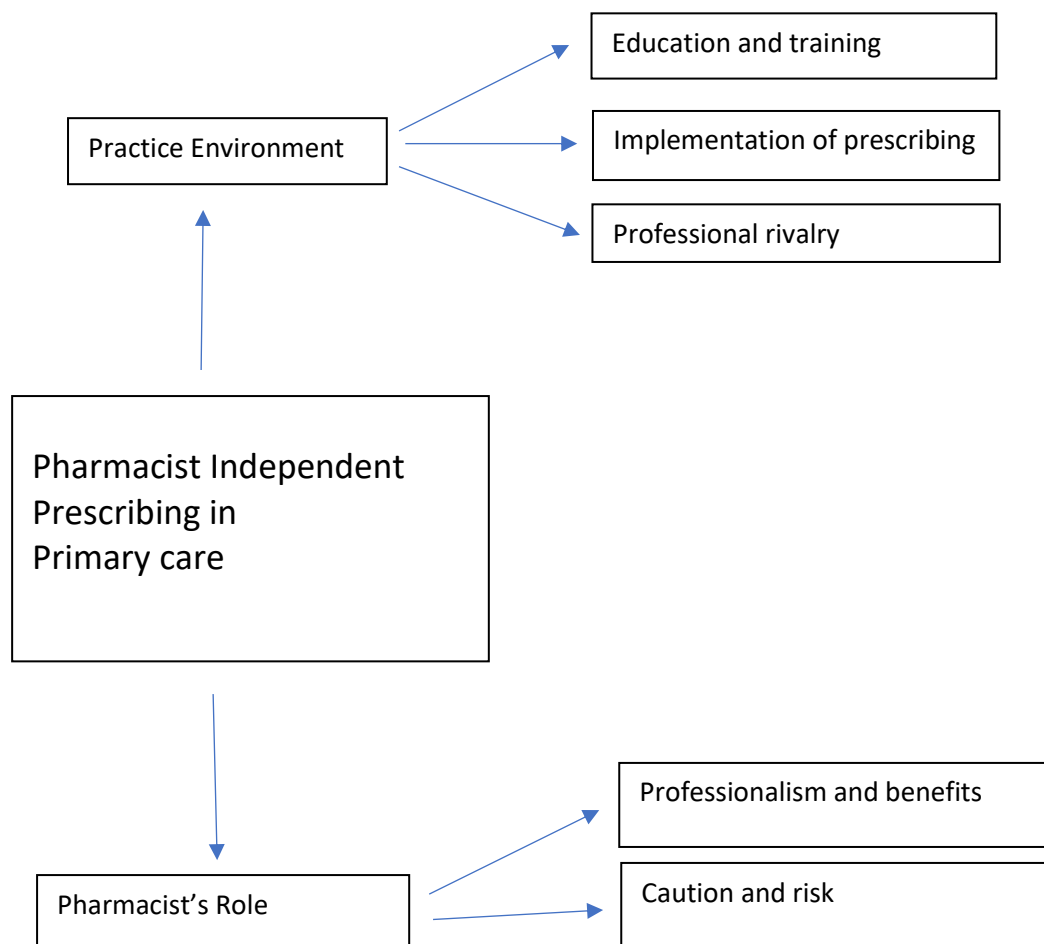 Education and training
Practice Environment
Implementation of prescribing
Professional rivalry
Pharmacist Independent
Prescribing in
Primary care
Professionalism and benefits
Pharmacist’s Role
Caution and risk